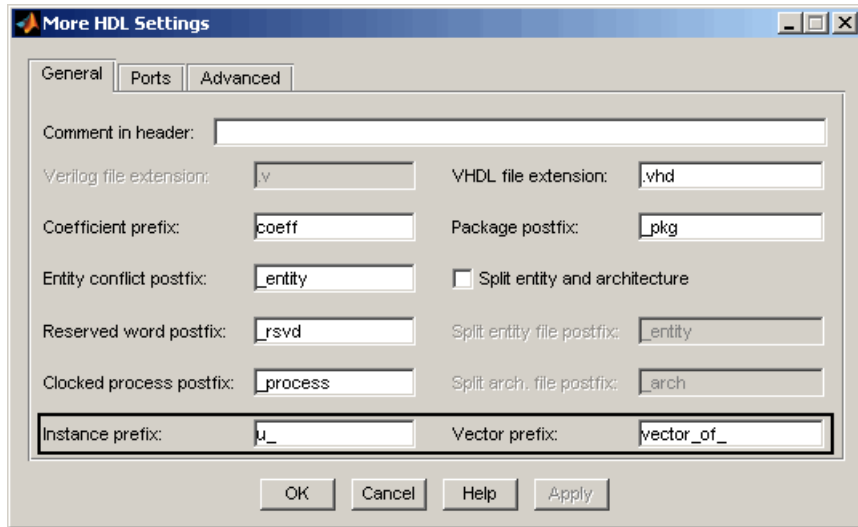 More HDL Settings
General Ports Advanced
Comment in header:
Verilog file extension: .v VHDL file extension: .vhd
Coefficient prefix: coeff Package postfix: _pkg
Entity conflict postfix: _entity Split entity and architecture
Reserved word postfix: _rsvd Split entity file postfix: _entity
Clocked process postfix: _process Split arch. file postfix: _arch
Instance prefix: u_ Vector prefix: vector_of_
OK Cancel Help Apply